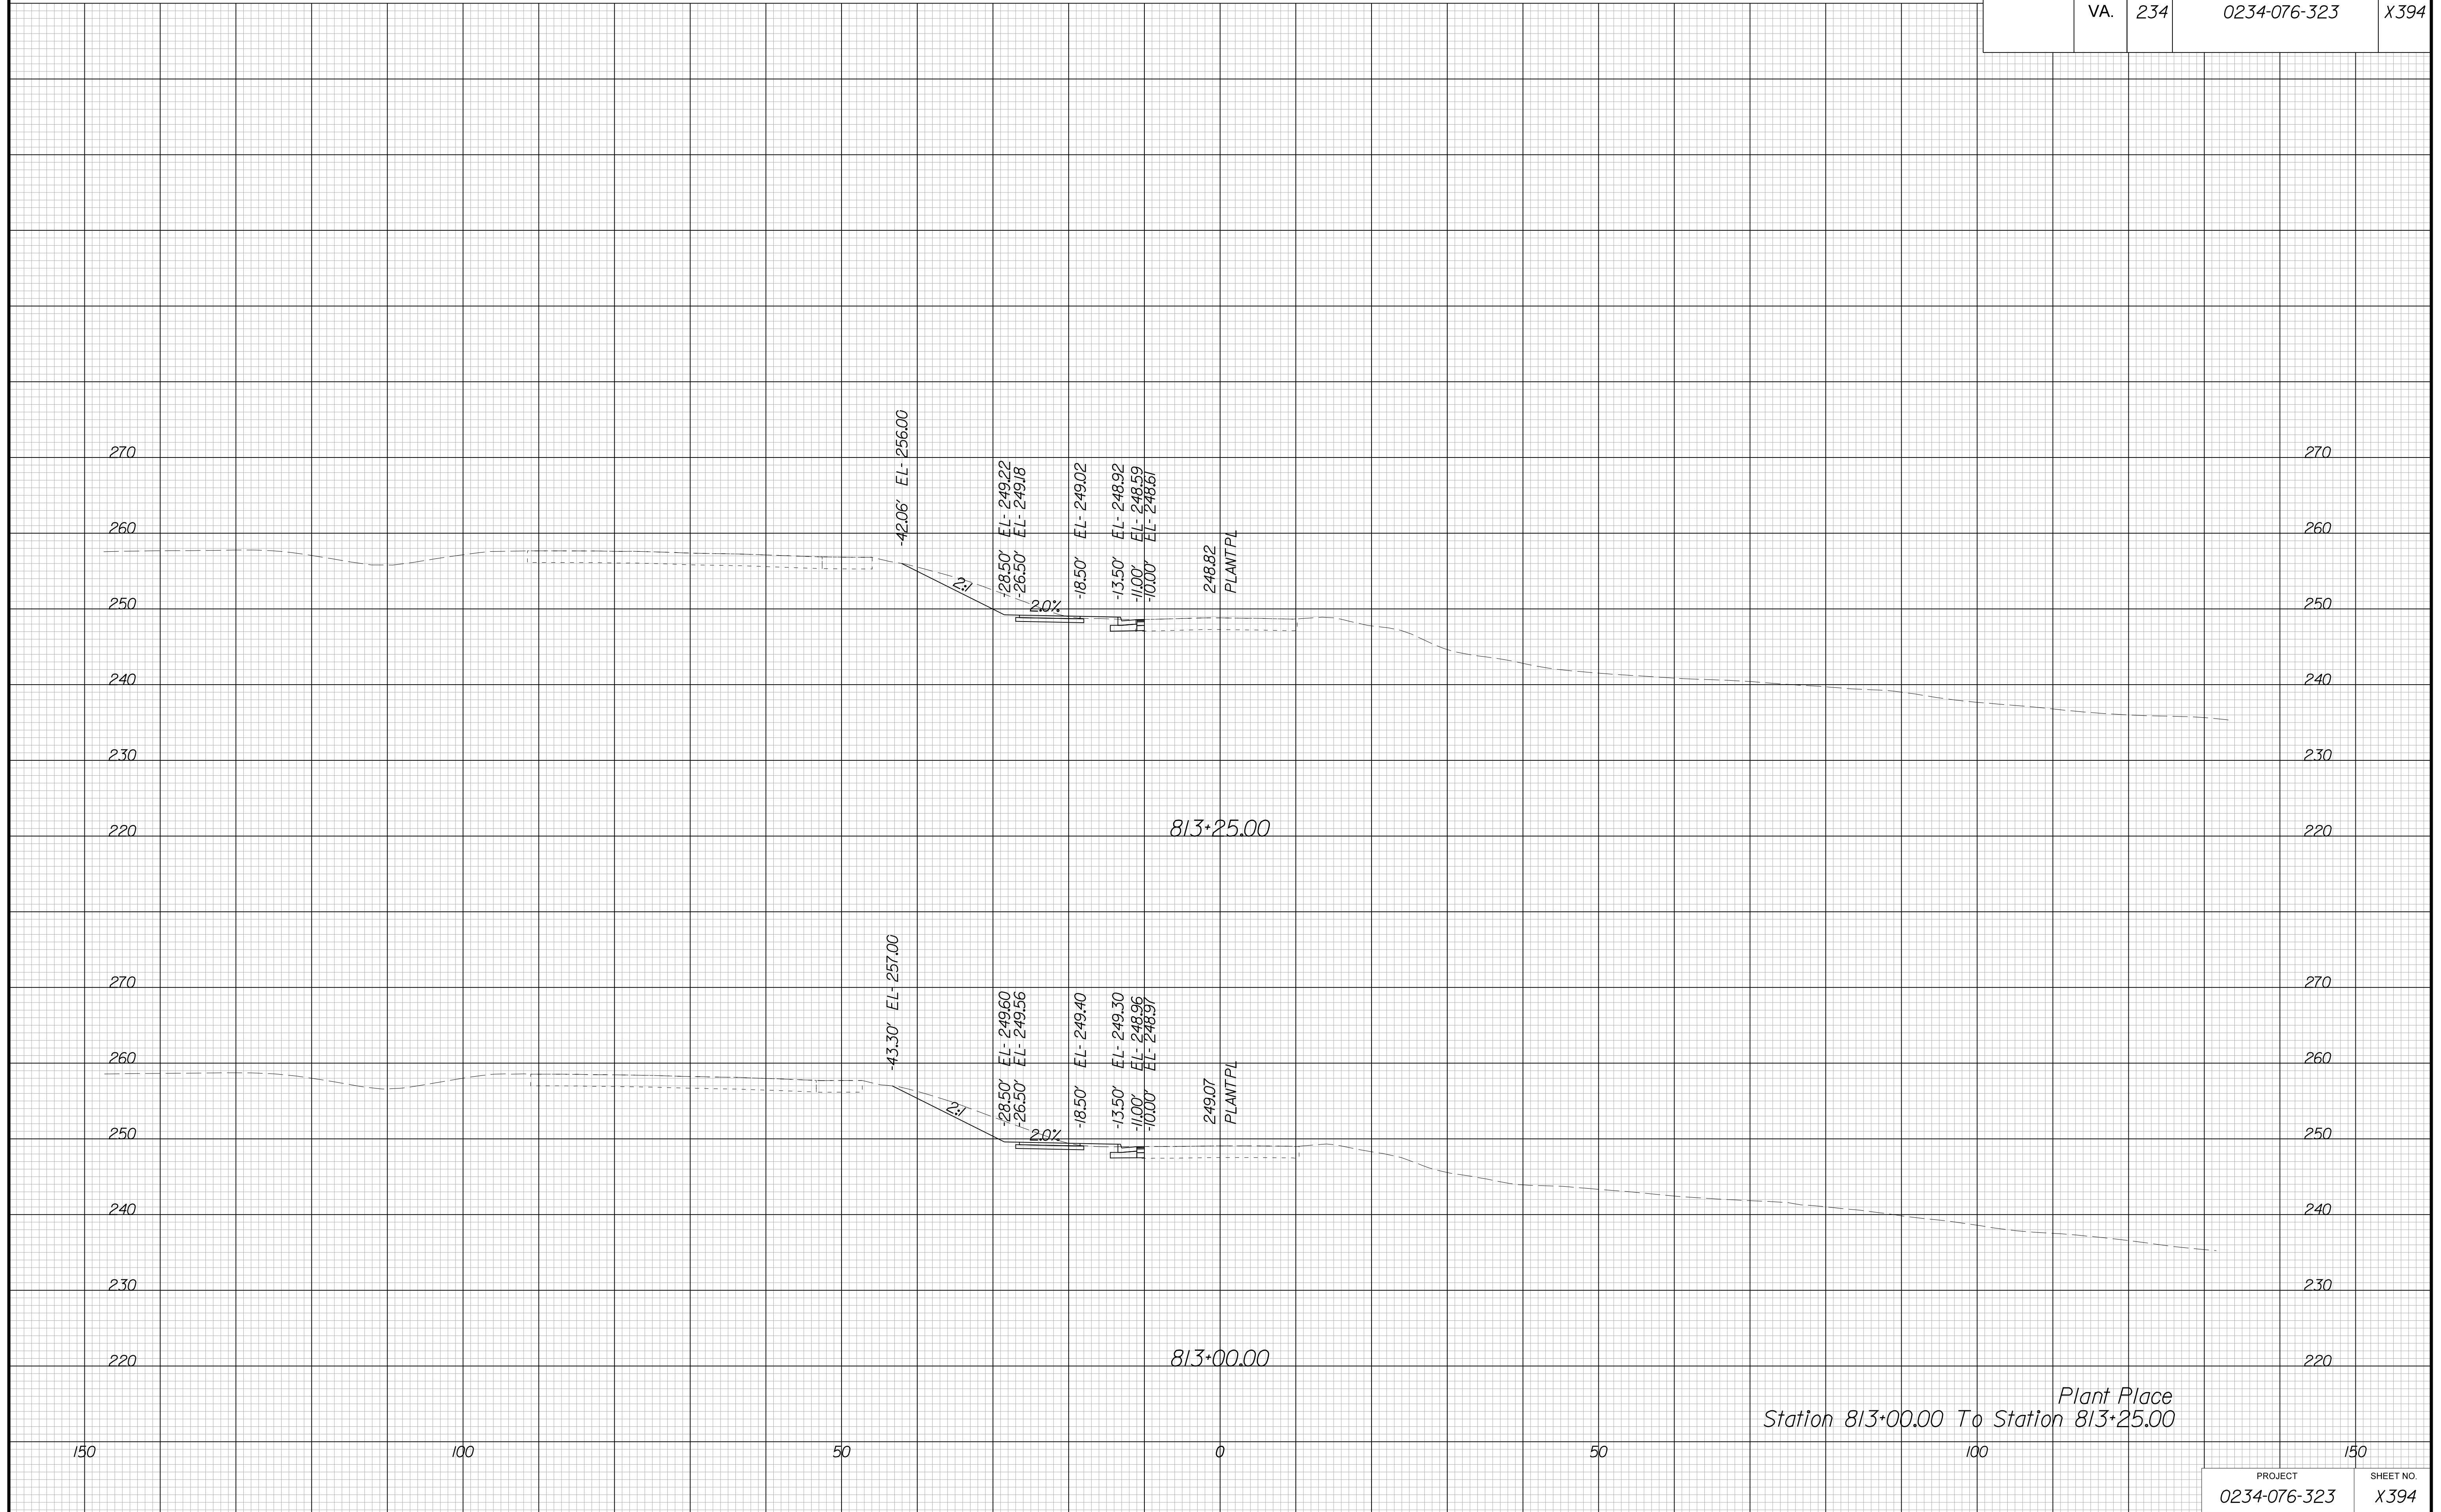 VA. 234 0234-076-323 X394
-42.06' EL- 256.00
-28.50' EL- 249.22
-26.50' EL- 249.18
-18.50' EL- 249.02
-13.50' EL- 248.92
-11.00' EL- 248.59
-10.00' EL- 248.61
248.82
PLANTPL
270 270
260 260
2:1
2.0%
250 250
240 240
230 230
220 813+25.00 220
-43.30' EL- 257.00
-28.50' EL- 249.60
-26.50' EL- 249.56
-18.50' EL- 249.40
-13.50' EL- 249.30
-11.00' EL- 248.96
-10.00' EL- 248.97
249.07
PLANTPL
270 270
260 260
2:1
2.0%
250 250
240 240
230 230
220 813+00.00 220
Plant Place
Station 813+00.00 To Station 813+25.00
150 100 50 0 50 100 150
PROJECT SHEET NO.
0234-076-323 X394